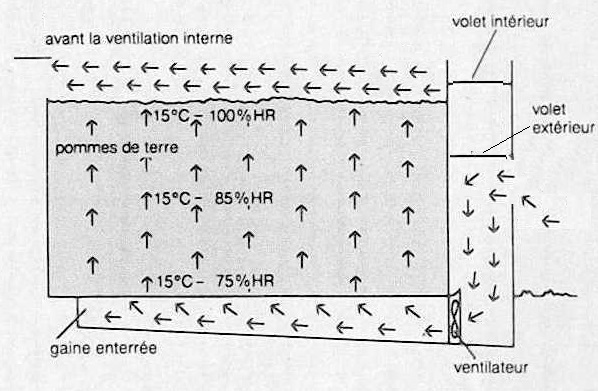 volet intérieur
avant la ventilation interne
volet
extérieur
15°C - 100% HR
pommes de terre
15°C - 85% HR
15°C - 75% HR
gaine enterrée
ventilateur